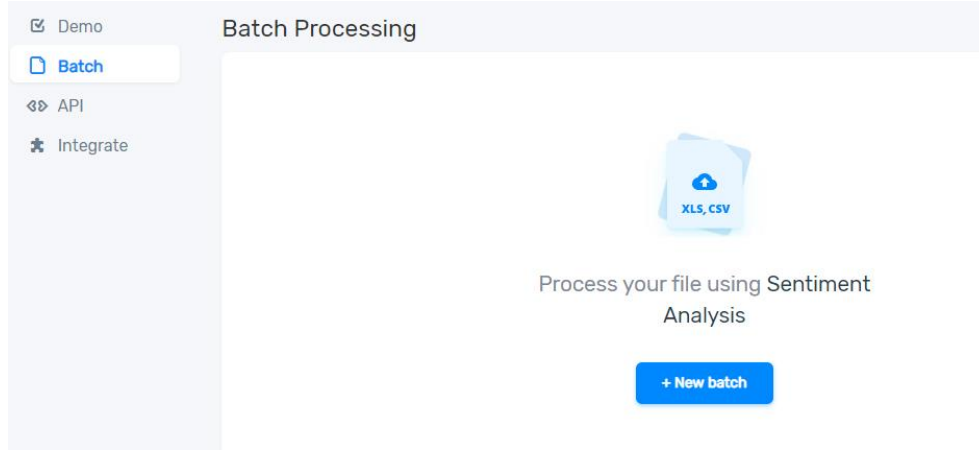 Demo
Batch
API
Integrate
Batch Processing
XLS, CSV
Process your file using Sentiment
Analysis
+ New batch